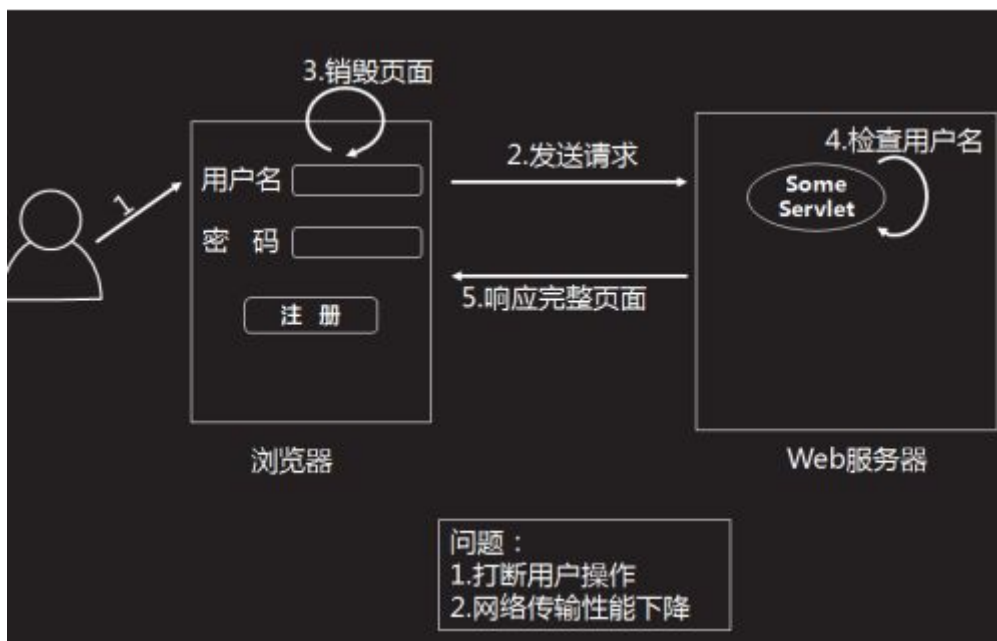 3.销毁页面
4.检查用户名
2.发送请求
用户名
Some
Servlet
1
密 码
5.响应完整页面
注 册
浏览器
Web服务器
问题：
1.打断用户操作
2.网络传输性能下降